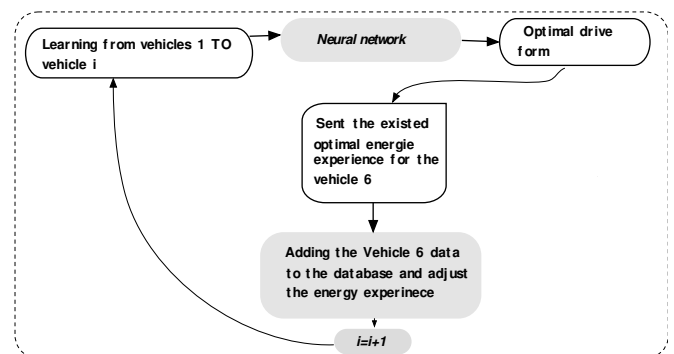 Learning from vehicles 1 TO
vehicle i
Neural network
Optimal drive
form
Sent the existed
optimal energie
experience for the
vehicle 6
Adding the Vehicle 6 data
to the database and adjust
the energy experinece
i=i+1